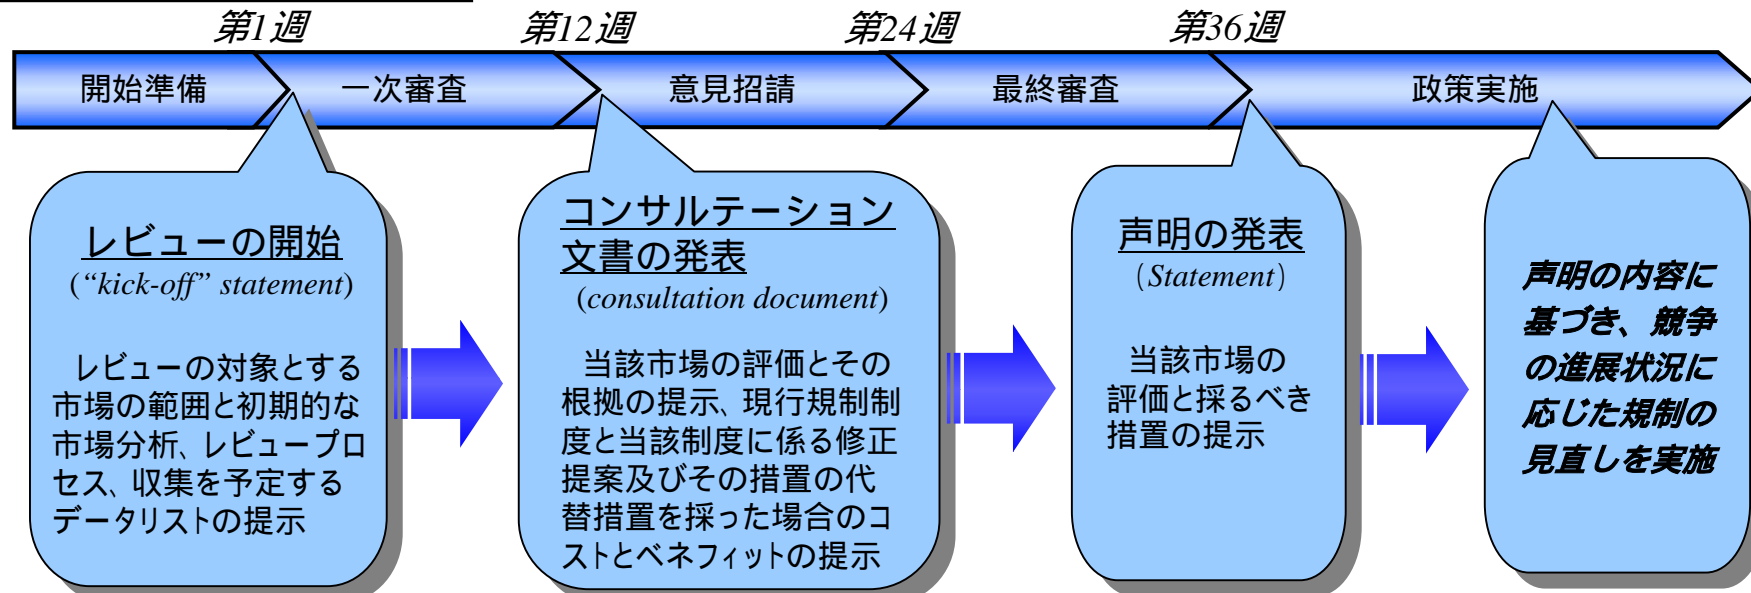 第1週
第12週
第24週
第36週
開始準備
一次審査
意見招請
最終審査
政策実施
レビューの開始
(“kick-off” statement)
レビューの対象とする
市場の範囲と初期的な
市場分析、レビュープロ
セス、収集を予定する
データリストの提示
コンサルテーション
文書の発表
(consultation document)
当該市場の評価とその
根拠の提示、現行規制制
度と当該制度に係る修正
提案及びその措置の代
替措置を採った場合のコ
ストとベネフィットの提示
声明の発表
(Statement)
当該市場の
評価と採るべき
措置の提示
声明の内容に
基づき、競争
の進展状況に
応じた規制の
見直しを実施